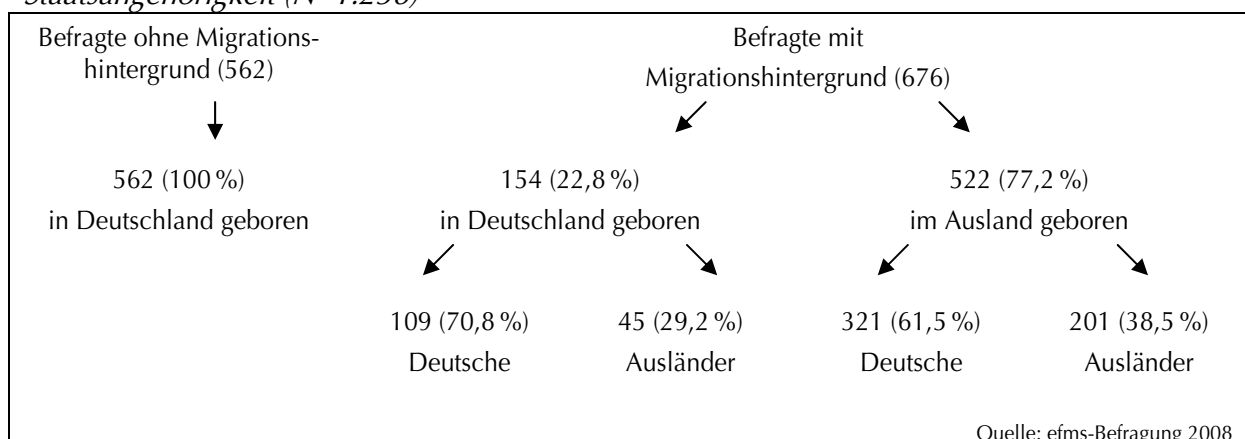 Befragte ohne Migrations-
hintergrund (562)
Befragte mit
Migrationshintergrund (676)
562 (100 %)
in Deutschland geboren
154 (22,8 %)
in Deutschland geboren
522 (77,2 %)
im Ausland geboren
109 (70,8 %)
Deutsche
45 (29,2 %)
Ausländer
321 (61,5 %)
Deutsche
201 (38,5 %)
Ausländer
Quelle: efms-Befragung 2008